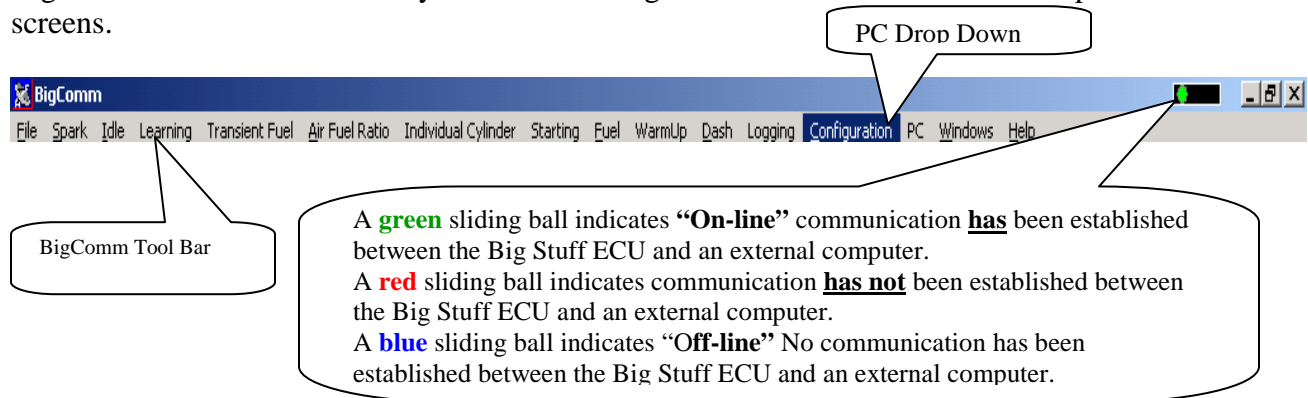 screens.
PC Drop Down
BigComm
File Spark Idle Learning Transient Fuel Air Fuel Ratio Individual Cylinder Starting Fuel WarmUp Dash Logging Configuration PC Windows Help
BigComm Tool Bar
A green sliding ball indicates “On-line” communication has been established
between the Big Stuff ECU and an external computer.
A red sliding ball indicates communication has not been established between
the Big Stuff ECU and an external computer.
A blue sliding ball indicates “Off-line” No communication has been
established between the Big Stuff ECU and an external computer.